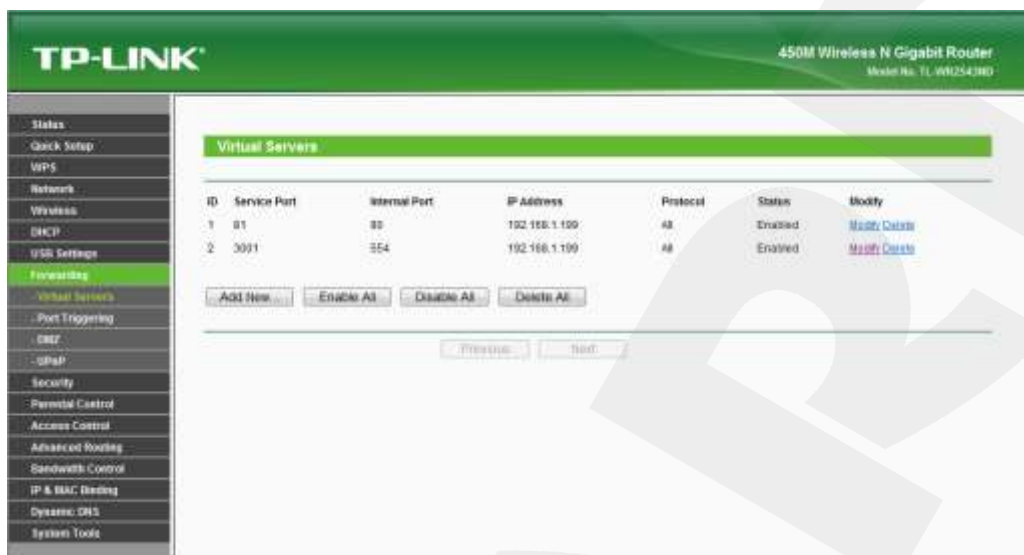 TP-LINK
450M Wireless N Gigabit Router
Model No. TL-WR2543ND
Status
Quick Setup
WPS
Network
Wireless
DHCP
USB Settings
Forwarding
- Virtual Servers
- Port Triggering
- DMZ
- UPnP
Security
Parental Control
Access Control
Advanced Routing
Bandwidth Control
IP & MAC Binding
Dynamic DNS
System Tools
Virtual Servers
ID Service Port Internal Port IP Address Protocol Status Modify
1 81 80 192.168.1.199 All Enabled Modify Delete
2 3001 554 192.168.1.199 All Enabled Modify Delete
Add New... Enable All Disable All Delete All
Previous Next